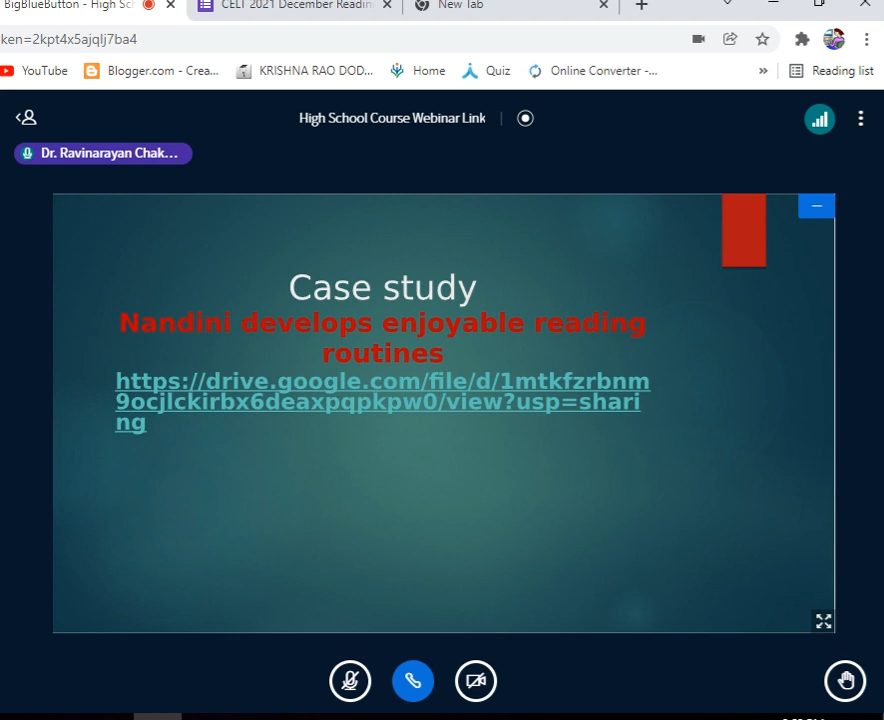 BigBlueButton - High Sch
CELT 2021 December Readin
New Tab
ken=2kpt4x5ajqlj7ba4
YouTube
Blogger.com - Crea...
KRISHNA RAO DOD...
Home
Quiz
Online Converter -...
»
Reading list
High School Course Webinar Link
Dr. Ravinarayan Chak...
Case study
Nandini develops enjoyable reading
routines
https://drive.google.com/file/d/1mtkfzrbnm
9ocjlckirbx6deaxpqpkpw0/view?usp=shari
ng